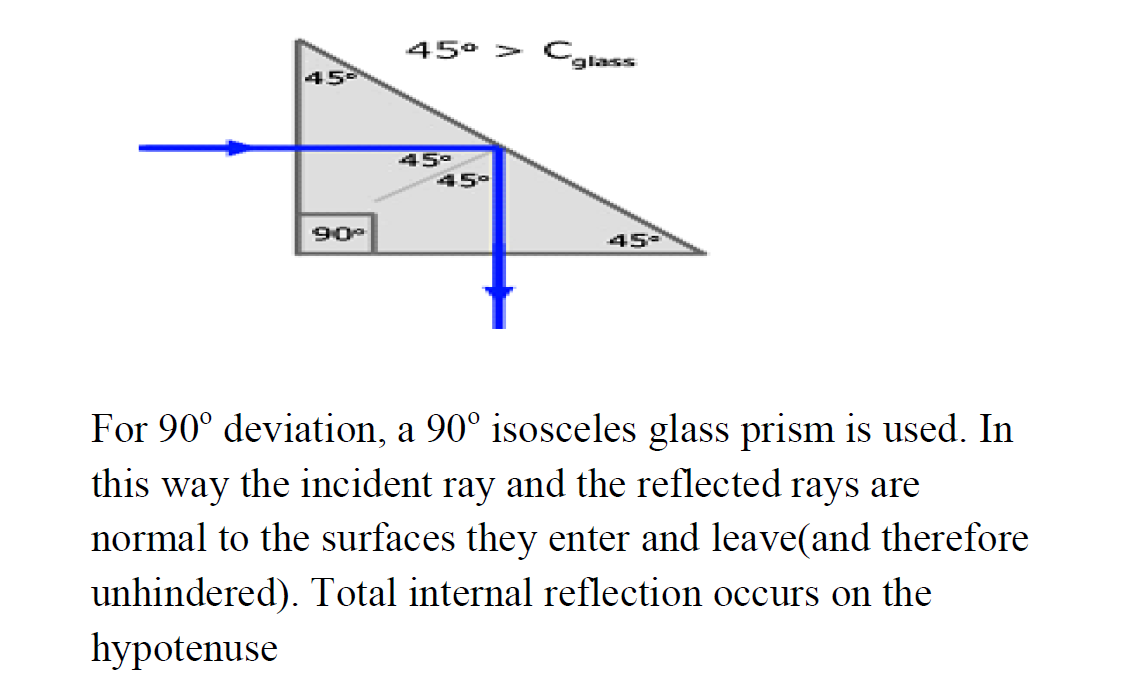 45° > Cglass
45°
45°
45°
90°
45°
For 90° deviation, a 90° isosceles glass prism is used. In
this way the incident ray and the reflected rays are
normal to the surfaces they enter and leave(and therefore
unhindered). Total internal reflection occurs on the
hypotenuse